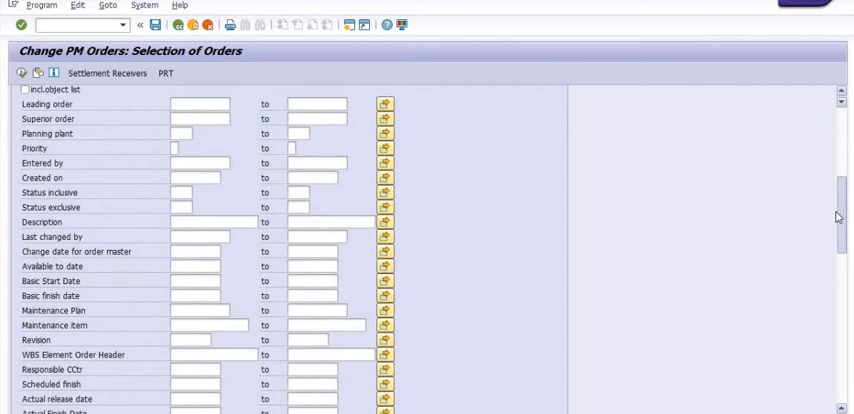 Program Edit Goto System Help
Change PM Orders: Selection of Orders
Settlement Receivers PRT
incl.object list
Leading order to
Superior order to
Planning plant to
Priority to
Entered by to
Created on to
Status inclusive to
Status exclusive to
Description to
Last changed by to
Change date for order master to
Available to date to
Basic Start Date to
Basic finish date to
Maintenance Plan to
Maintenance item to
Revision to
WBS Element Order Header to
Responsible CCtr to
Scheduled finish to
Actual release date to
Actual Finish Date to